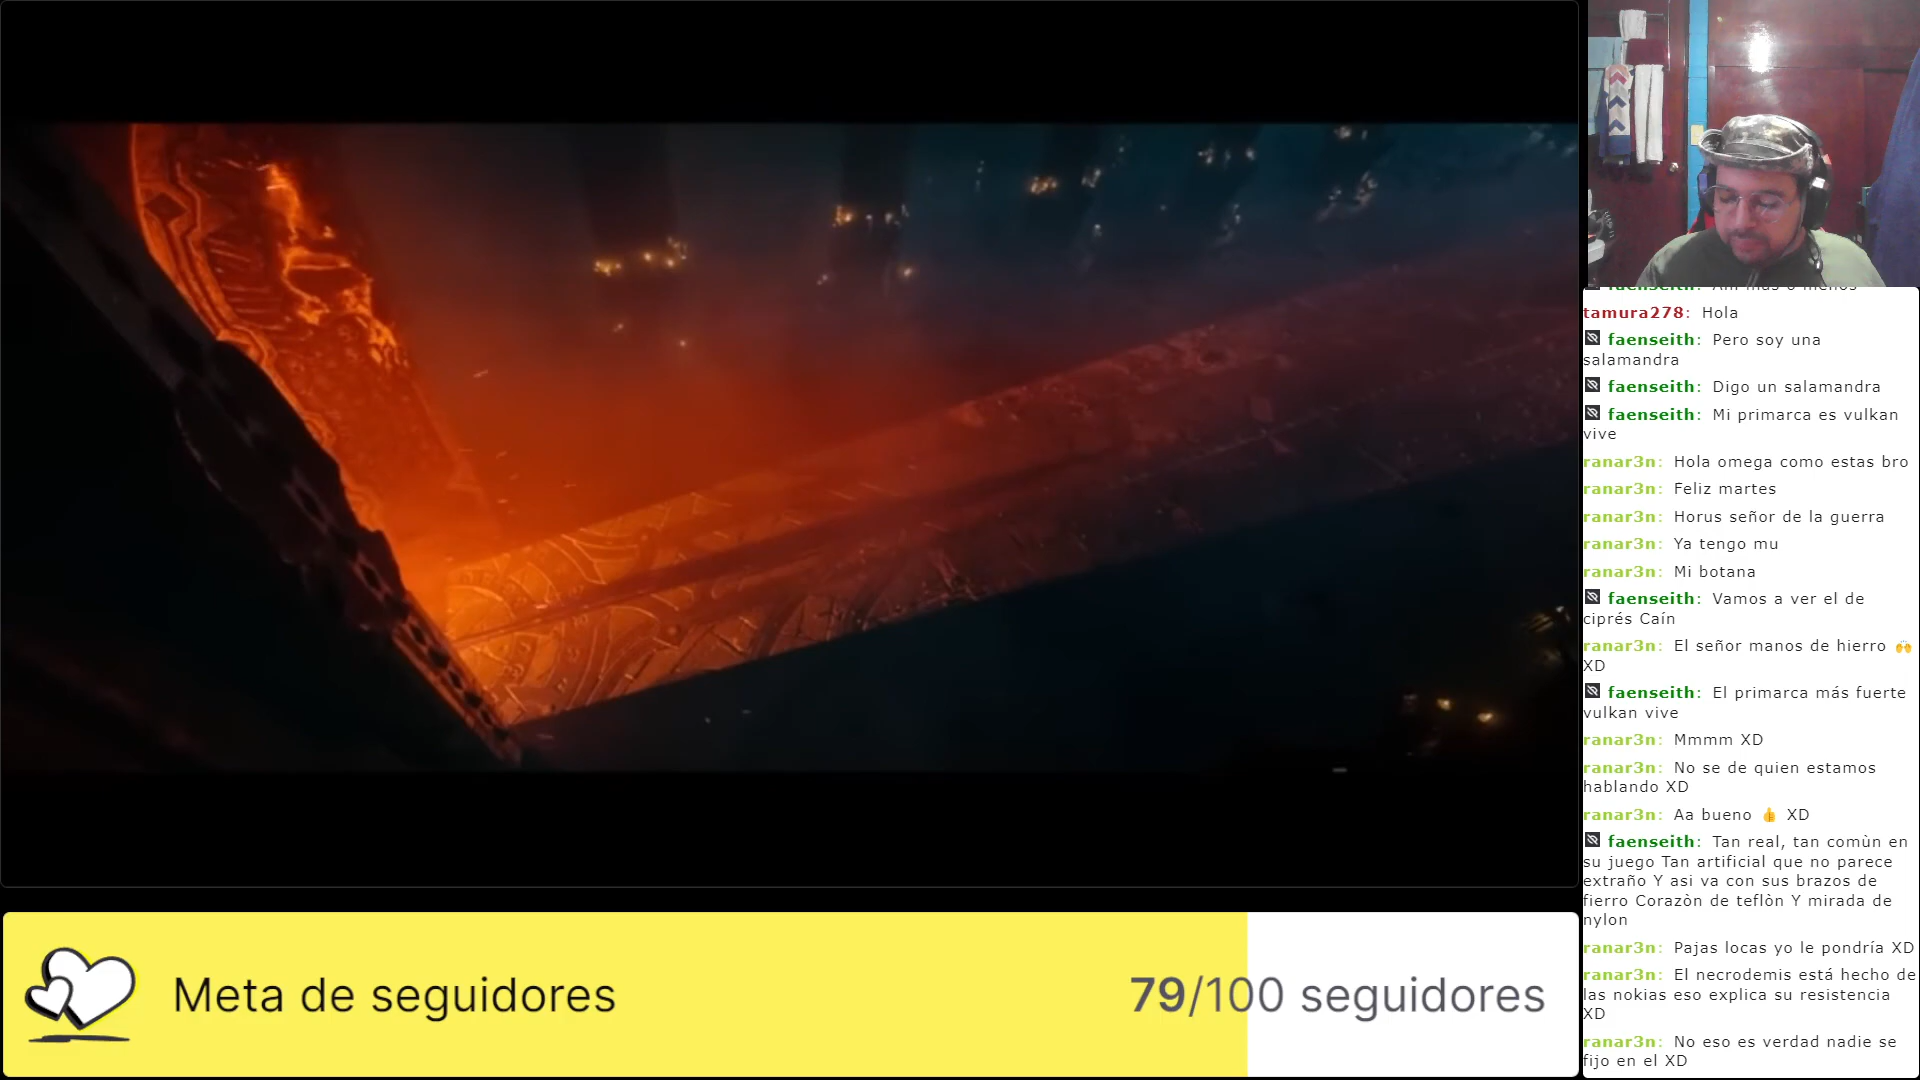 tamura278: Hola
faenseith: Pero soy una
salamandra
faenseith: Digo un salamandra
faenseith: Mi primarca es vulkan
vive
ranar3n: Hola omega como estas bro
ranar3n: Feliz martes
ranar3n: Horus señor de la guerra
ranar3n: Ya tengo mu
ranar3n: Mi botana
faenseith: Vamos a ver el de
ciprés Caín
ranar3n: El señor manos de hierro 🙌
XD
faenseith: El primarca más fuerte
vulkan vive
ranar3n: Mmmm XD
ranar3n: No se de quien estamos
hablando XD
ranar3n: Aa bueno 👍 XD
faenseith: Tan real, tan comùn en
su juego Tan artificial que no parece
extraño Y asi va con sus brazos de
fierro Corazòn de teflòn Y mirada de
nylon
ranar3n: Pajas locas yo le pondría XD
ranar3n: El necrodemis está hecho de
las nokias eso explica su resistencia
XD
ranar3n: No eso es verdad nadie se
fijo en el XD
Meta de seguidores
79/100 seguidores